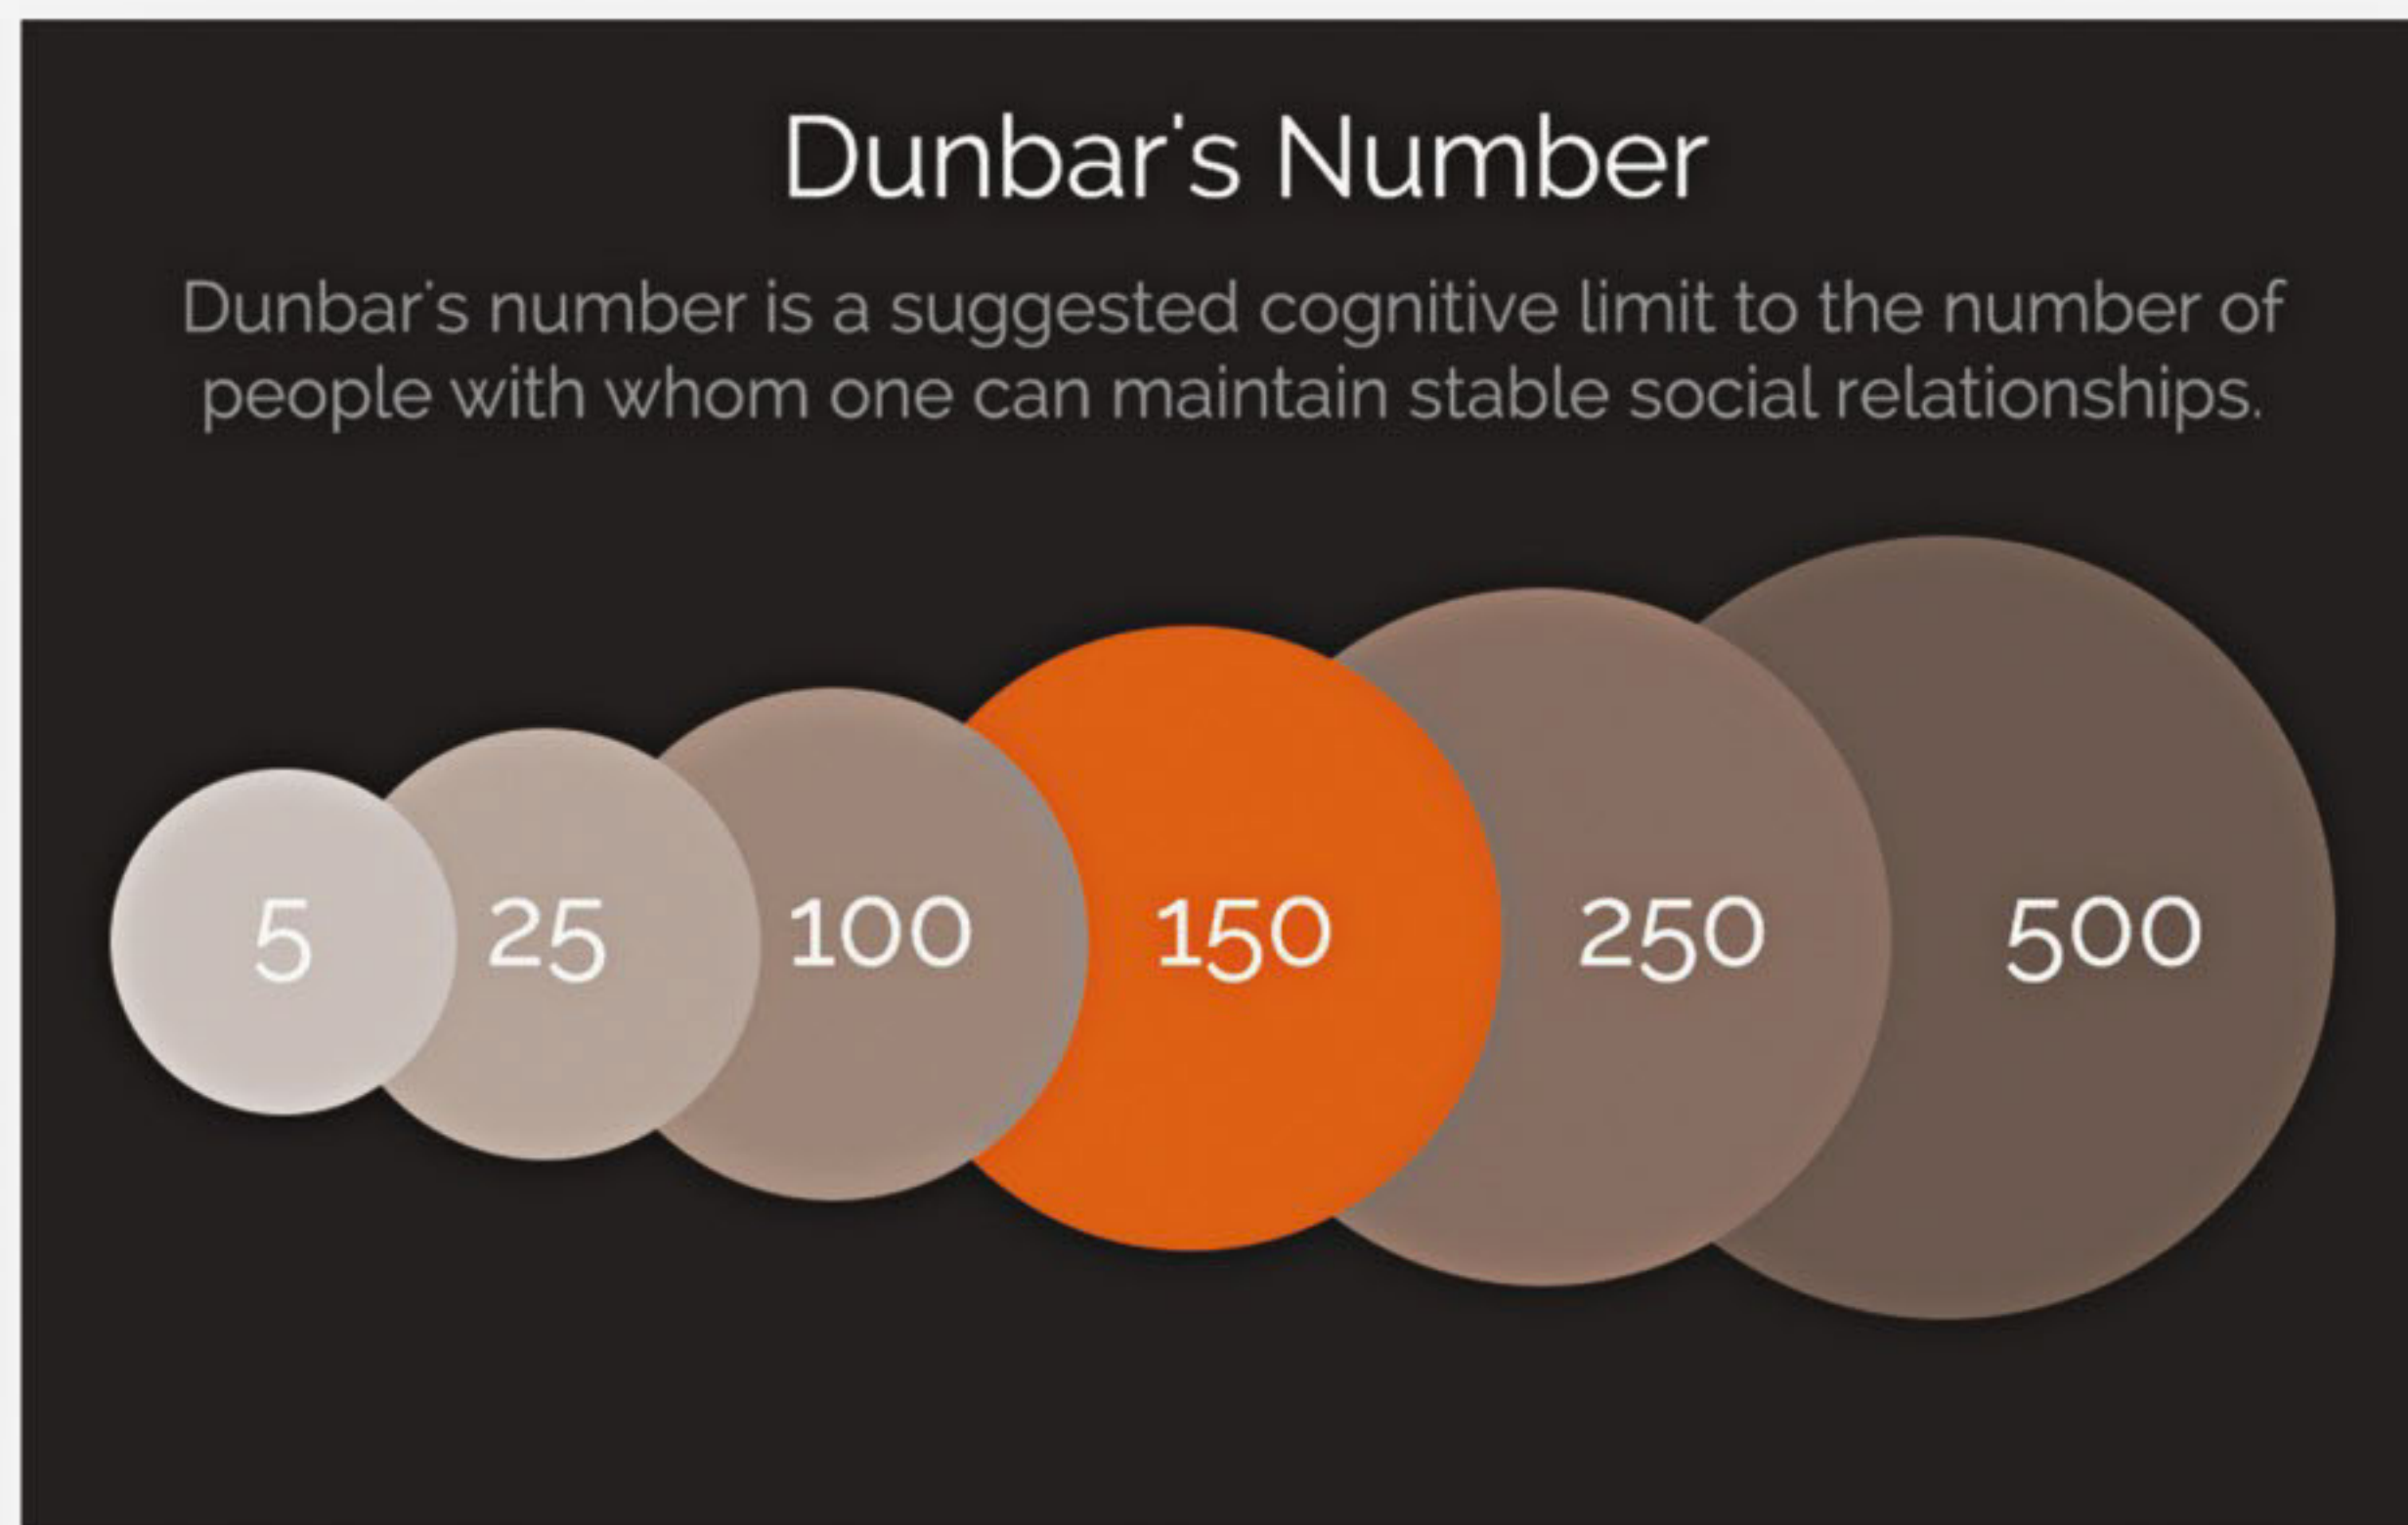 Dunbar's Number
Dunbar's number is a suggested cognitive limit to the number of
people with whom one can maintain stable social relationships.
5 25 100 150 250 500